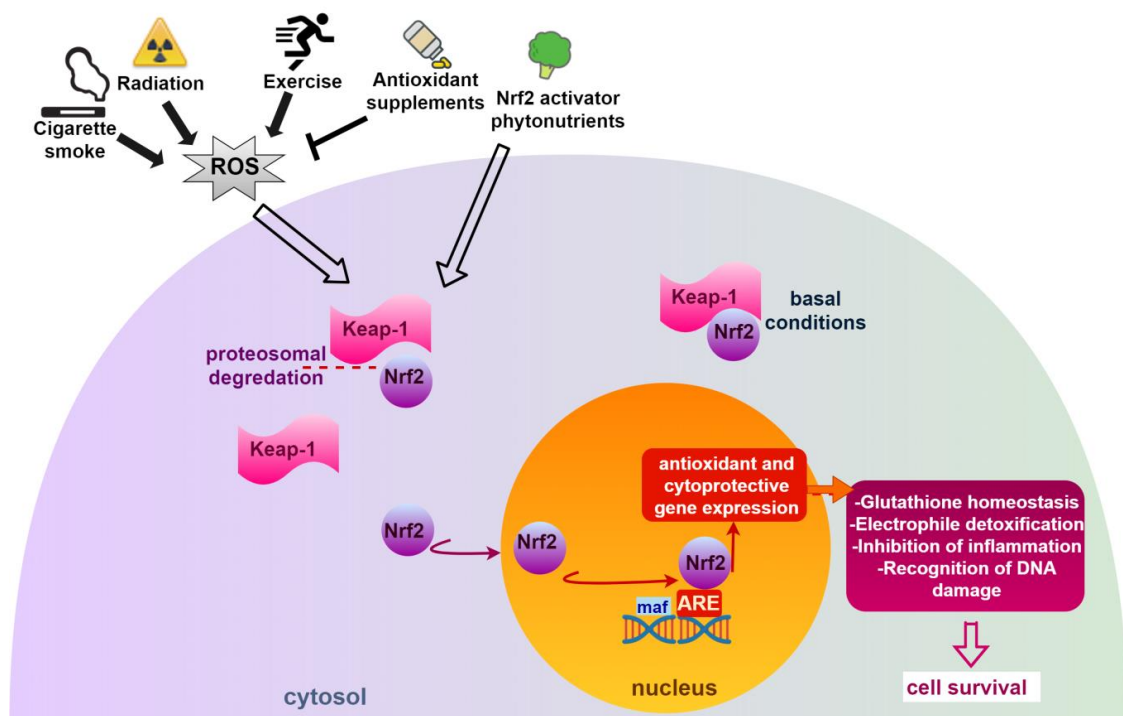 Radiation
Exercise
Antioxidant
supplements
Nrf2 activator
phytonutrients
Cigarette
smoke
ROS
Keap-1
Nrf2
basal
conditions
Keap-1
proteosomal
degredation
Nrf2
Keap-1
antioxidant and
cytoprotective
gene expression
-Glutathione homeostasis
-Electrophile detoxification
-Inhibition of inflammation
-Recognition of DNA
damage
Nrf2
Nrf2
Nrf2
maf
ARE
cytosol
nucleus
cell survival